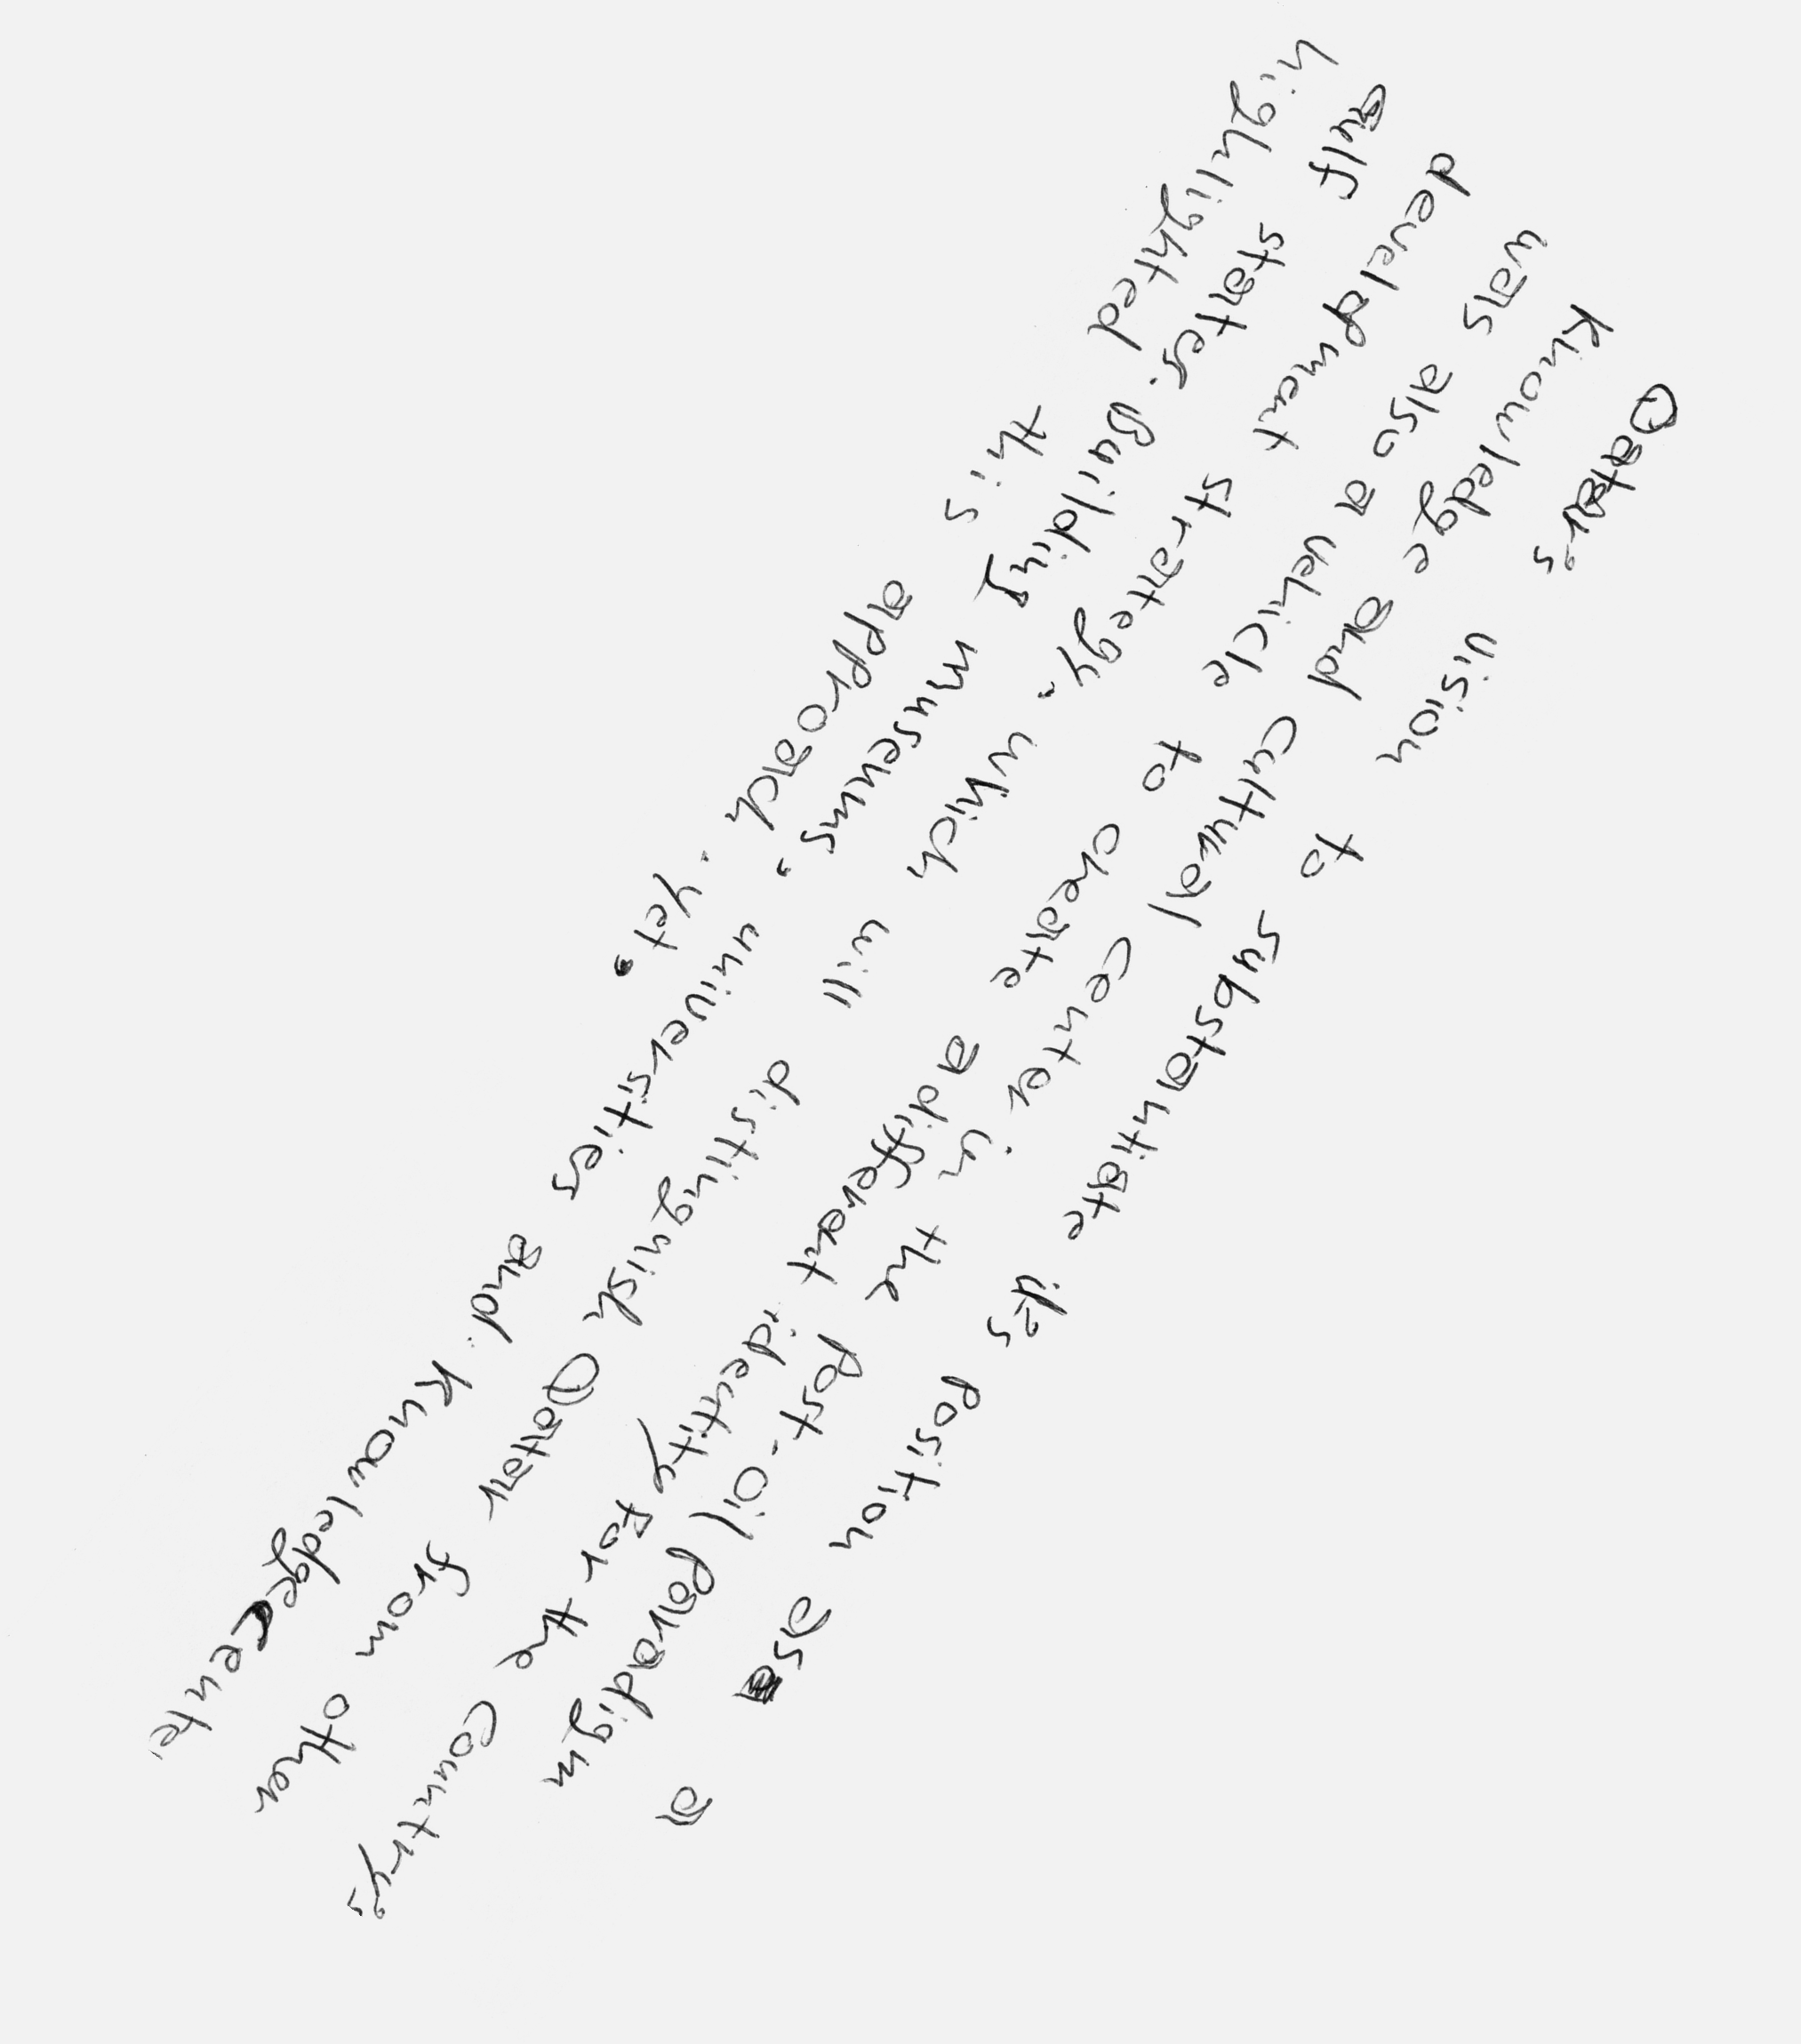 Qatar's vision to substantiate it's position as a
Knowledge and cultural center. in the post-oil paradigm
was also a vehicle to create a different identity for the country's
development strategy, which will distinguish Qatar from other
Gulf states. Building museums, universities and Knowledge cente
highlighted this approach. yet,